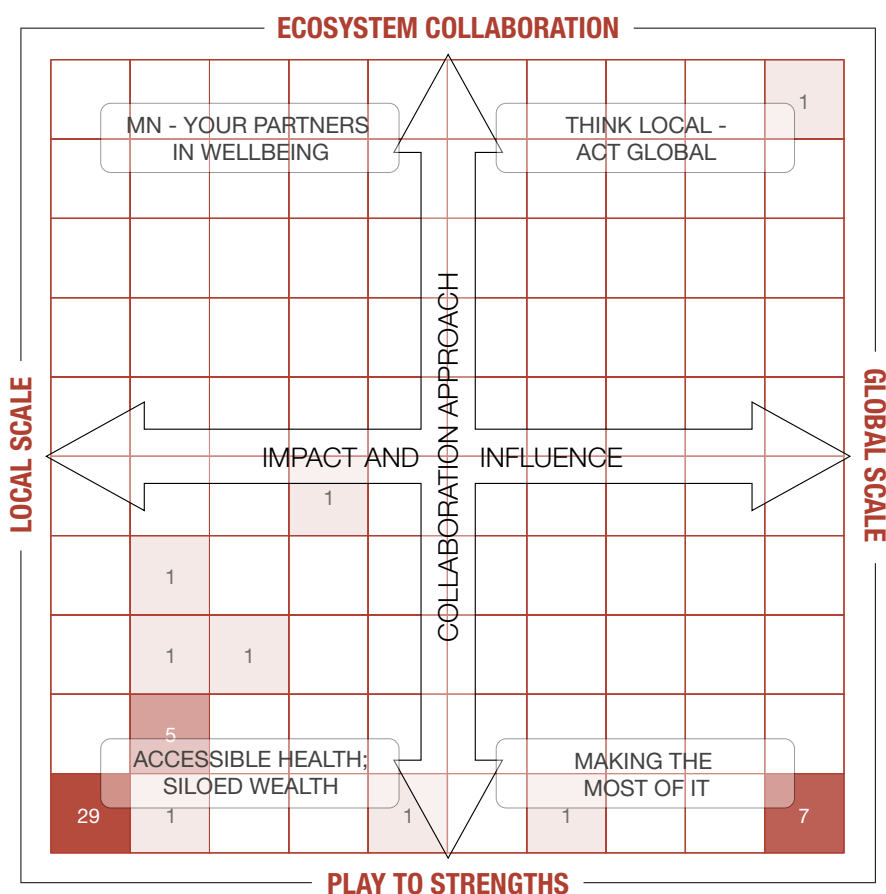 ECOSYSTEM COLLABORATION
1
MN - YOUR PARTNERS
IN WELLBEING
THINK LOCAL -
ACT GLOBAL
COLLABORATION APPROACH
LOCAL SCALE
GLOBAL SCALE
IMPACT AND INFLUENCE
1
1
1 1
5
ACCESSIBLE HEALTH;
SILOED WEALTH
MAKING THE
MOST OF IT
29 1 1 1 7
PLAY TO STRENGTHS